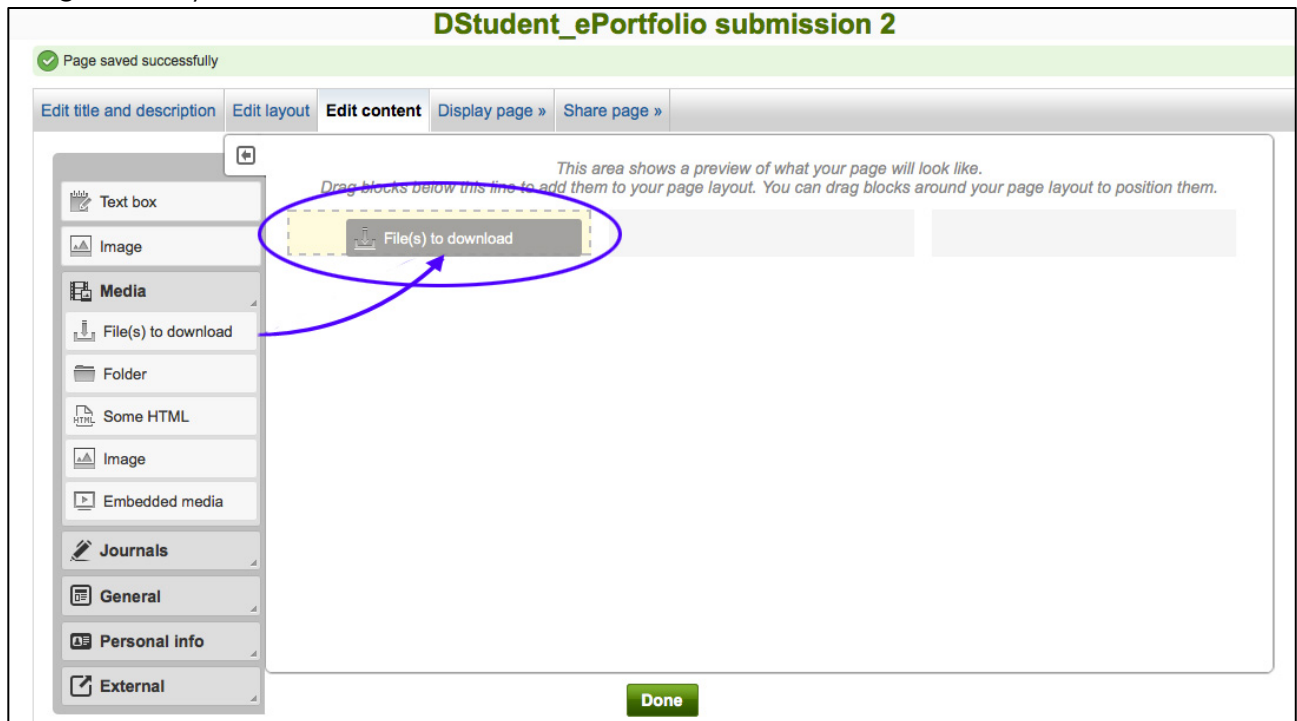 DStudent_ePortfolio submission 2
Page saved successfully
Edit title and description Edit layout Edit content Display page » Share page »
This area shows a preview of what your page will look like.
Drag blocks below this line to add them to your page layout. You can drag blocks around your page layout to position them.
Text box
Image
File(s) to download
Media
File(s) to download
Folder
HTML Some HTML
Image
Embedded media
Journals
General
Personal info
External
Done